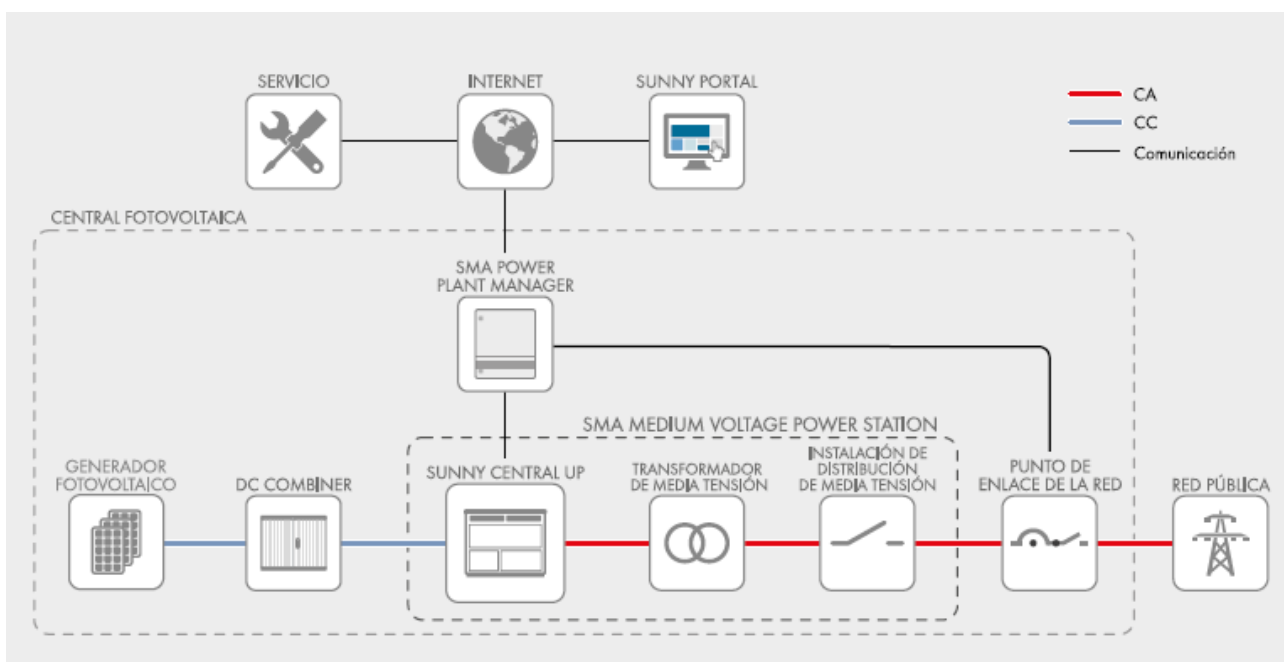 SERVICIO
INTERNET
SUNNY PORTAL
CA
CC
Comunicación
CENTRAL FOTOVOLTAICA
SMA POWER
PLANT MANAGER
SMA MEDIUM VOLTAGE POWER STATION
GENERADOR
FOTOVOLTAICO
DC COMBINER
SUNNY CENTRAL UP
TRANSFORMADOR
DE MEDIA TENSIÓN
INSTALACIÓN DE
DISTRIBUCIÓN
DE MEDIA TENSIÓN
PUNTO DE
ENLACE DE LA RED
RED PÚBLICA